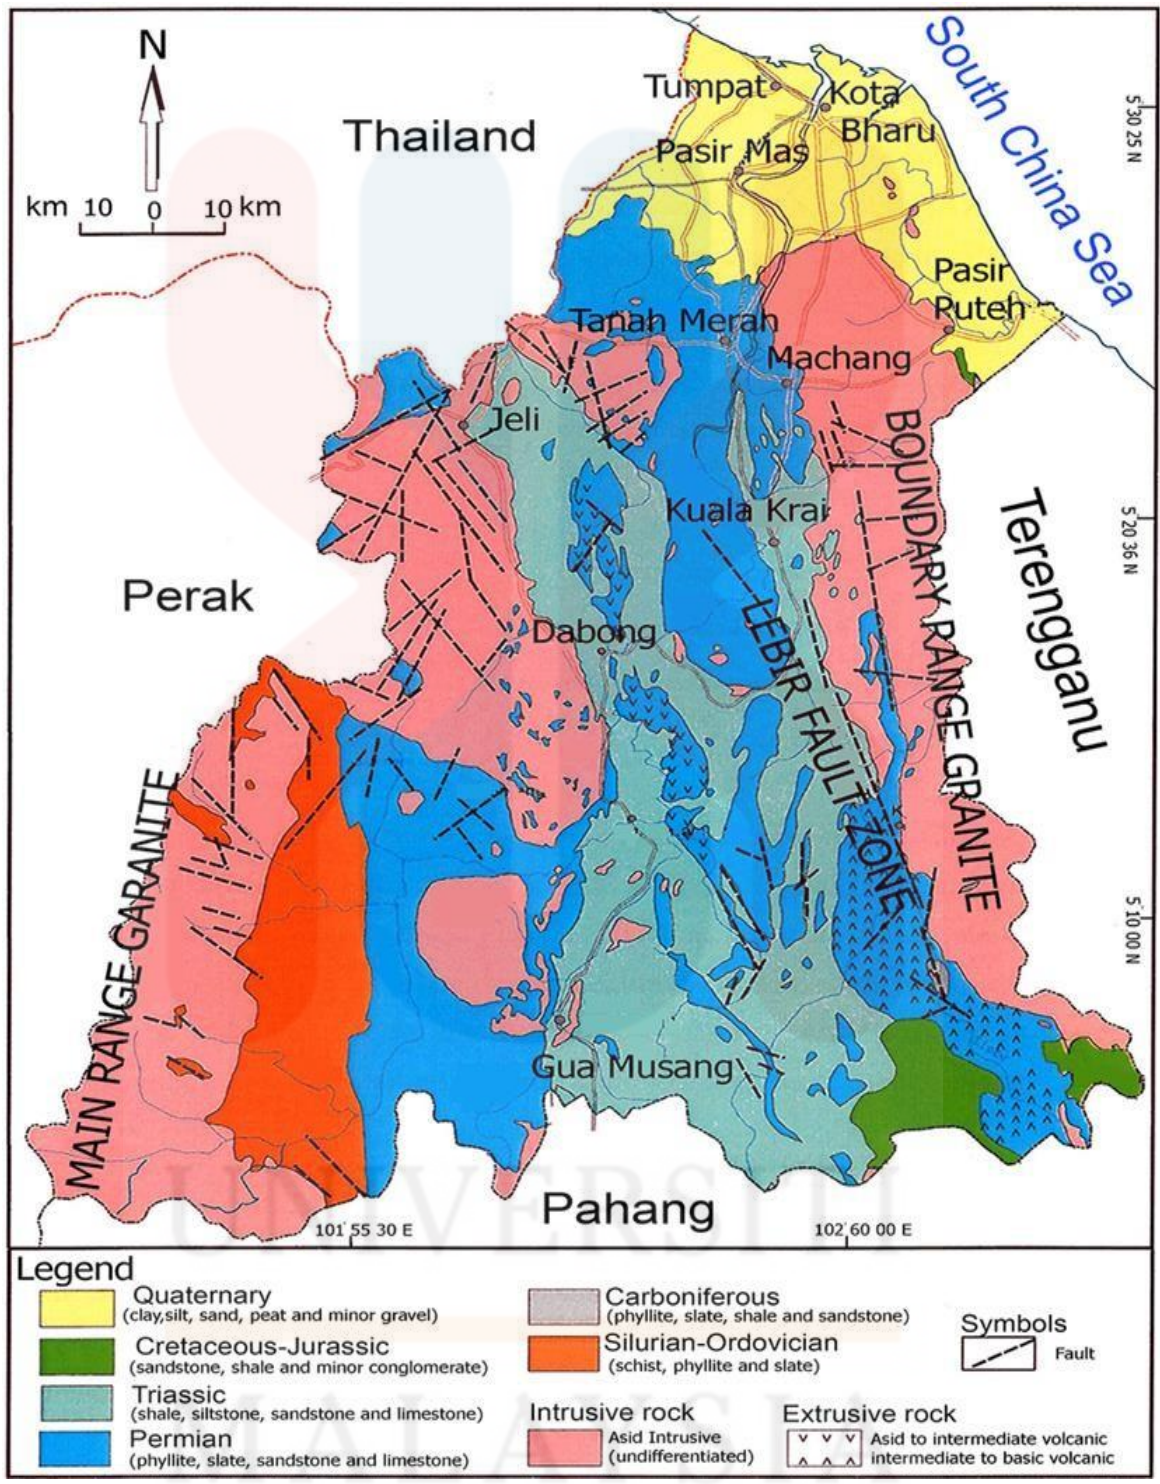 N
km 10 0 10 km
Thailand
South China Sea
Tumpat
Kota
Bharu
Pasir Mas
5 30 25 N
Pasir
Puteh
Tanah Merah
Machang
Jeli
BOUNDARY RANGE GRANITE
Terengganu
Kuala Krai
5 20 36 N
Perak
Dabong
LEBIR FAULT ZONE
MAIN RANGE GARANITE
5 10 00 N
Gua Musang
Pahang
UNIVERSITI
101 55 30 E
102 60 00 E
Legend
Quaternary
(clay,silt, sand, peat and minor gravel)
Cretaceous-Jurassic
(sandstone, shale and minor conglomerate)
Triassic
(shale, siltstone, sandstone and limestone)
Permian
(phyllite, slate, sandstone and limestone)
Carboniferous
(phyllite, slate, shale and sandstone)
Silurian-Ordovician
(schist, phyllite and slate)
Intrusive rock
Asid Intrusive
(undifferentiated)
Symbols
Fault
Extrusive rock
Asid to intermediate volcanic
intermediate to basic volcanic
MALAYSIA